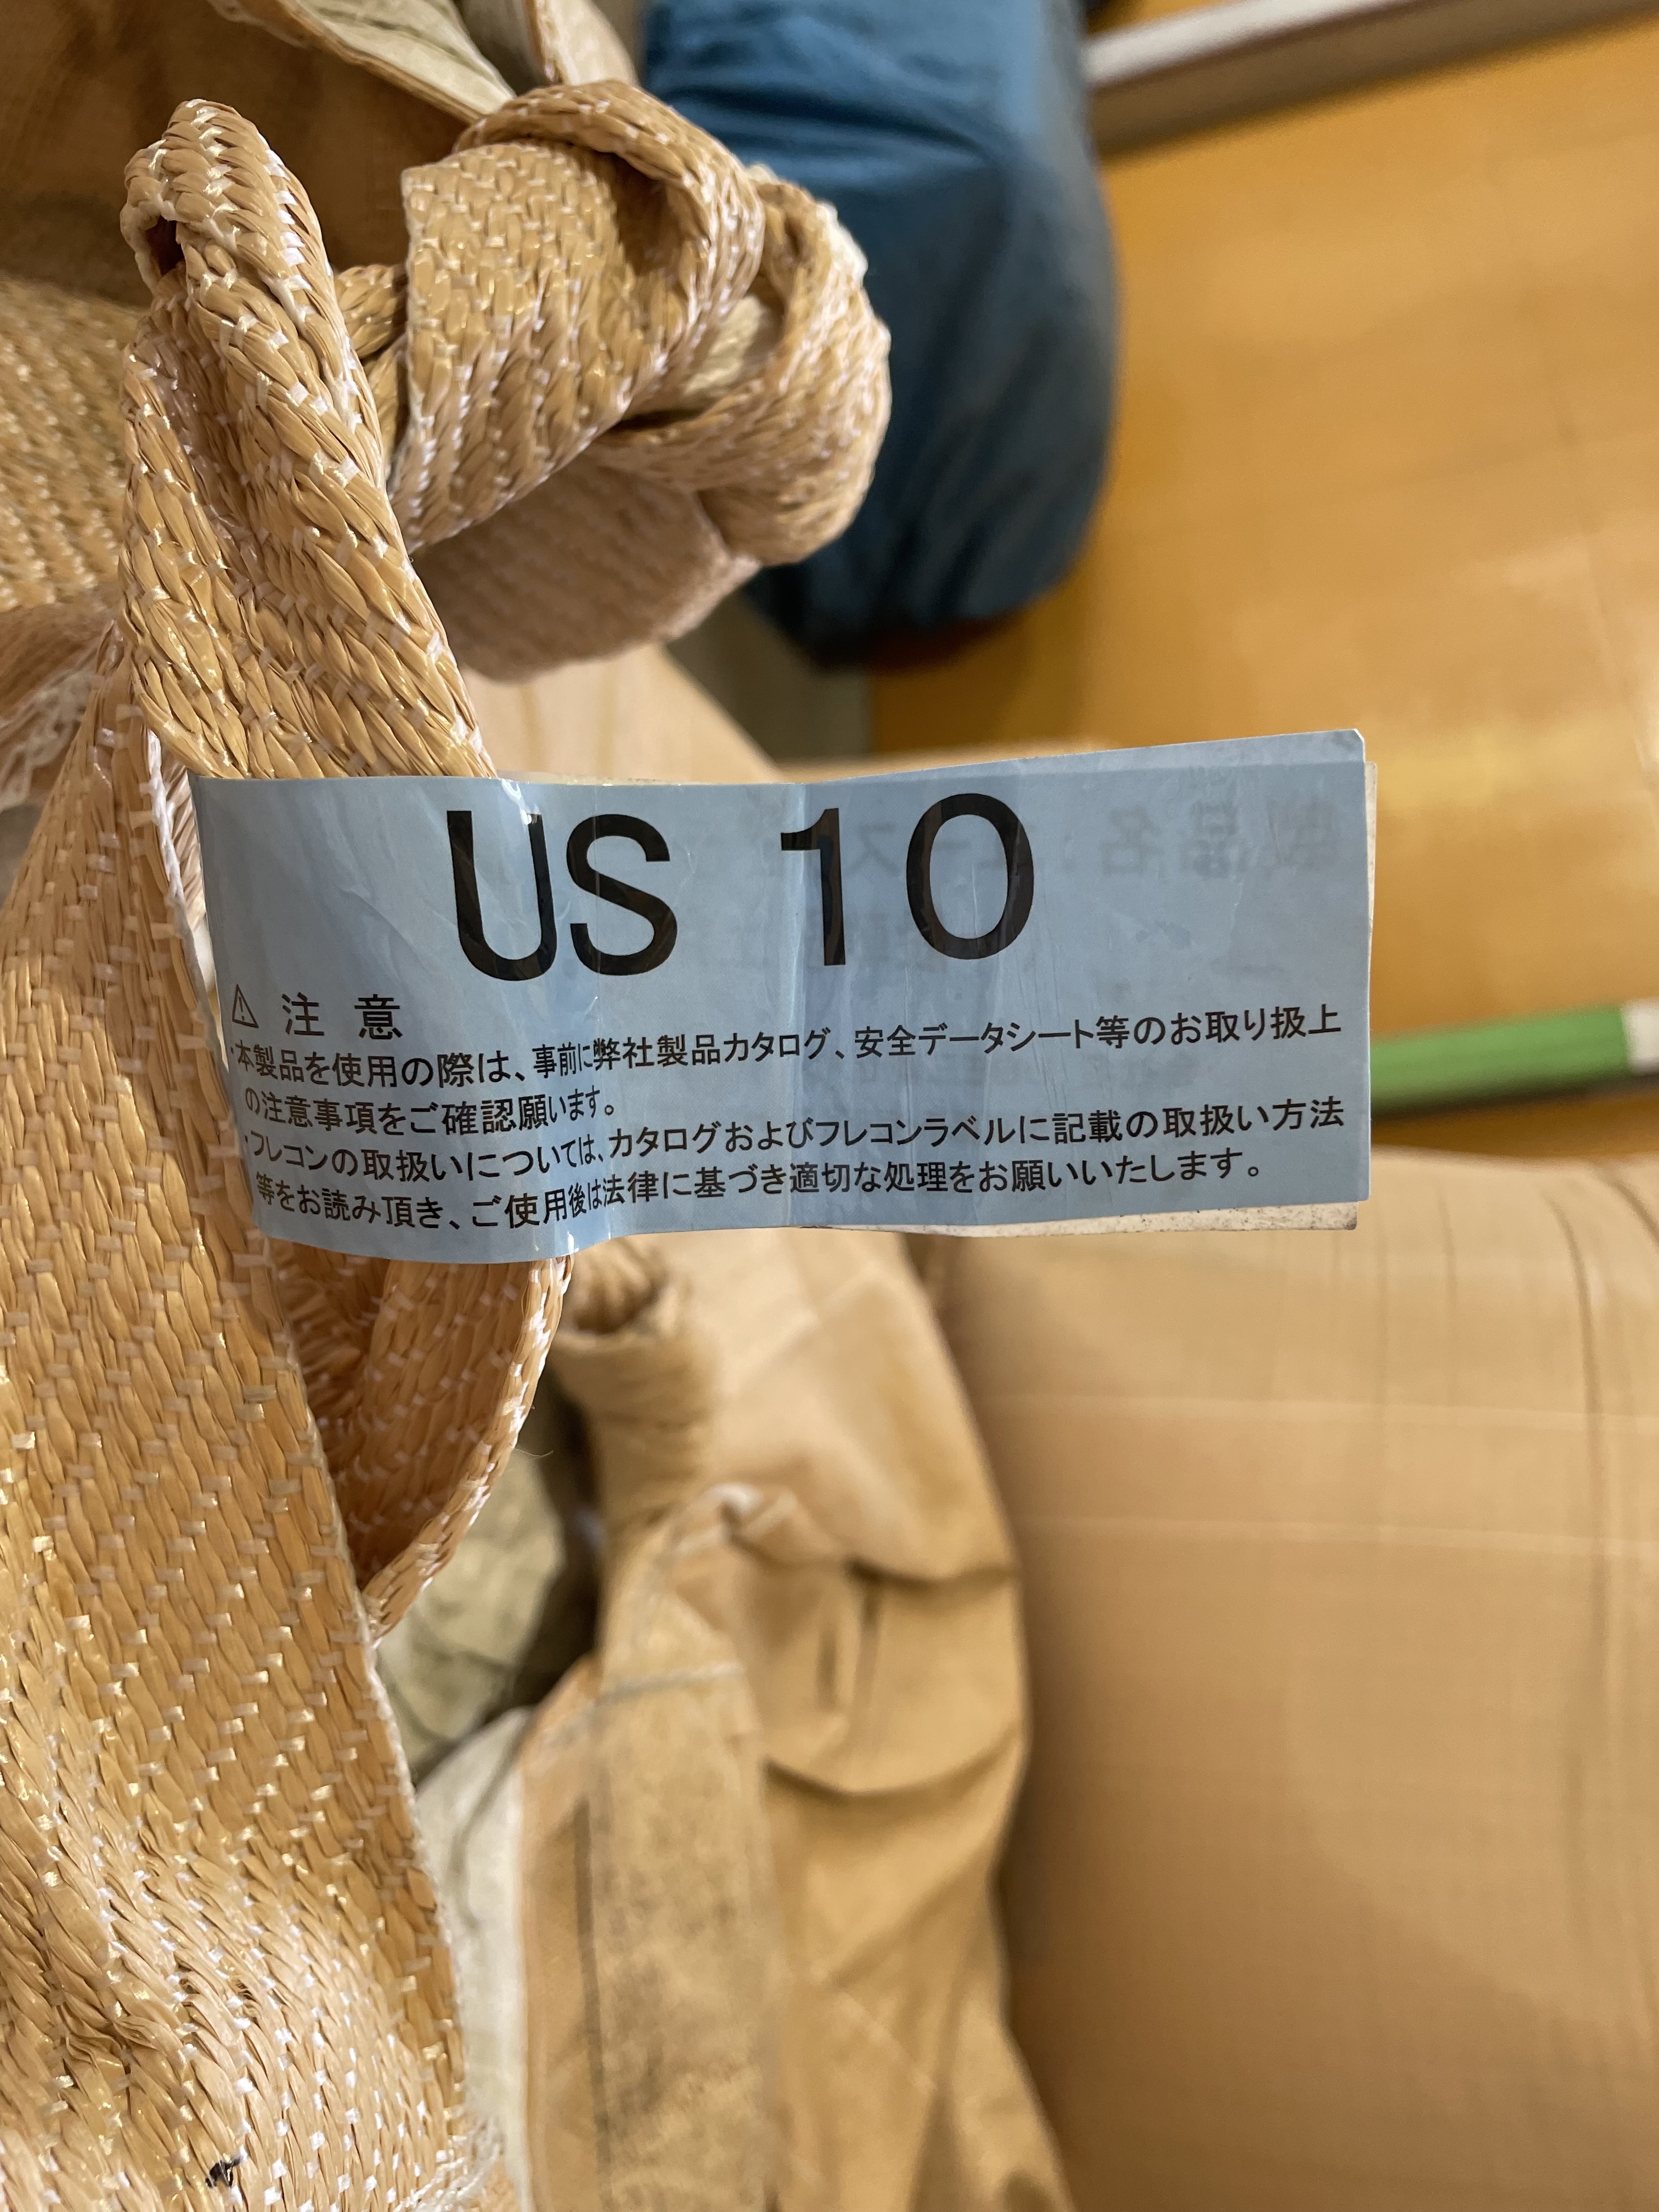 US 10
⚠ 注 意
・本製品を使用の際は、事前に弊社製品カタログ、安全データシート等のお取り扱上
の注意事項をご確認願います。
・フレコンの取扱いについては、カタログおよびフレコンラベルに記載の取扱い方法
等をお読み頂き、ご使用後は法律に基づき適切な処理をお願いいたします。